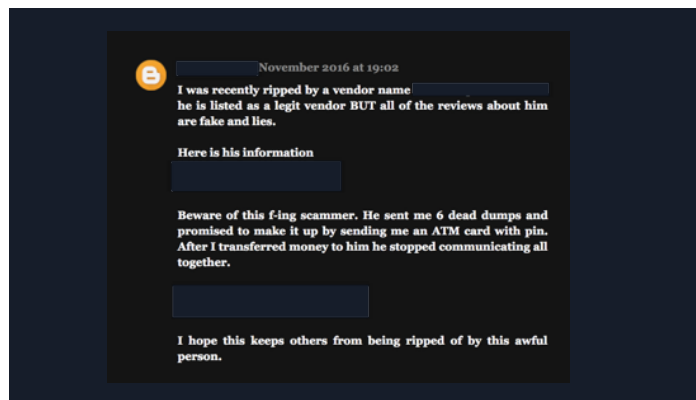 November 2016 at 19:02
I was recently ripped by a vendor name
he is listed as a legit vendor BUT all of the reviews about him
are fake and lies.
Here is his information
Beware of this f-ing scammer. He sent me 6 dead dumps and
promised to make it up by sending me an ATM card with pin.
After I transferred money to him he stopped communicating all
together.
I hope this keeps others from being ripped of by this awful
person.